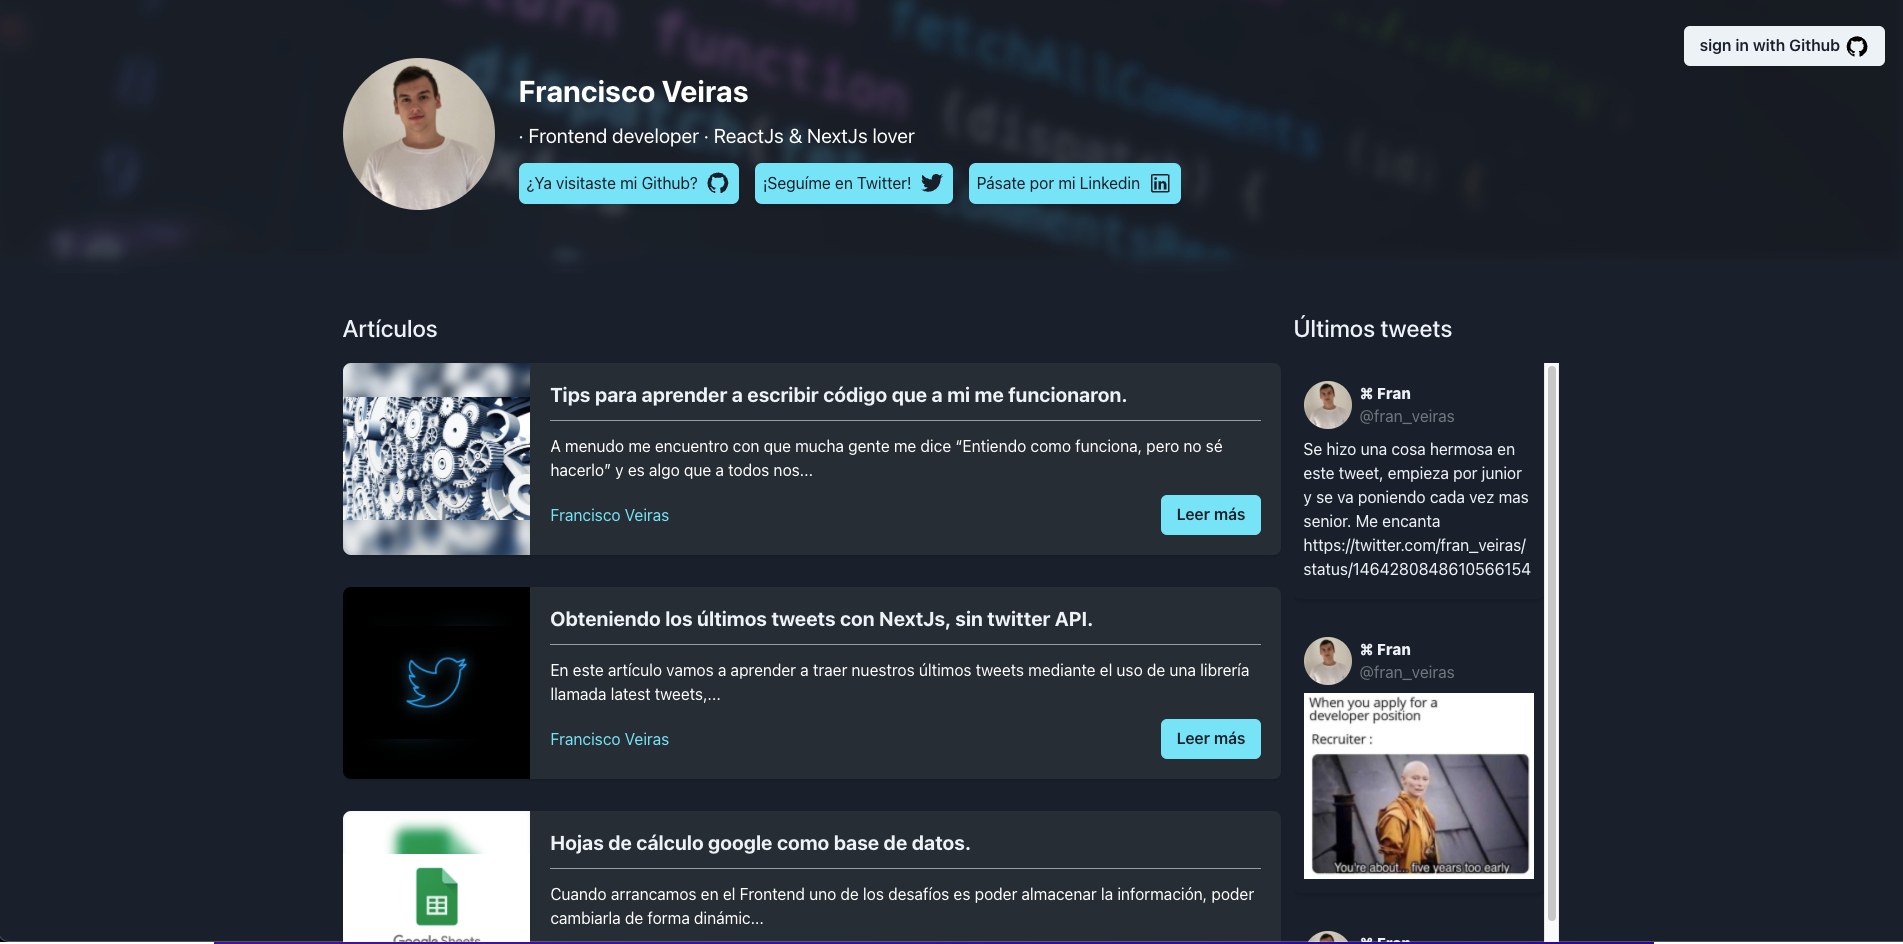 return function
fetchAllComments
dispatch
(dispatch) {
(id: {
8
9
sign in with Github
Francisco Veiras
· Frontend developer · ReactJs & NextJs lover
¿Ya visitaste mi Github?
¡Seguíme en Twitter!
Pásate por mi Linkedin
Artículos
Tips para aprender a escribir código que a mi me funcionaron.
A menudo me encuentro con que mucha gente me dice “Entiendo como funciona, pero no sé
hacerlo” y es algo que a todos nos...
Francisco Veiras
Leer más
Obteniendo los últimos tweets con NextJs, sin twitter API.
En este artículo vamos a aprender a traer nuestros últimos tweets mediante el uso de una librería
llamada latest tweets,...
Francisco Veiras
Leer más
Google Sheets
Hojas de cálculo google como base de datos.
Cuando arrancamos en el Frontend uno de los desafíos es poder almacenar la información, poder
cambiarla de forma dinámic...
Últimos tweets
⌘ Fran
@fran_veiras
Se hizo una cosa hermosa en
este tweet, empieza por junior
y se va poniendo cada vez mas
senior. Me encanta
https://twitter.com/fran_veiras/
status/1464280848610566154
⌘ Fran
@fran_veiras
When you apply for a
developer position
Recruiter :
You're about... five years too early
⌘ Fran